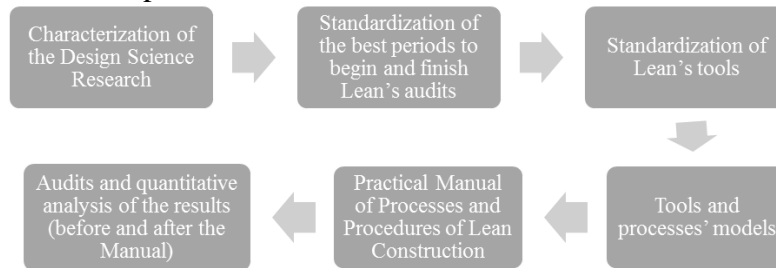 Characterization of
the Design Science
Research
Standardization of
the best periods to
begin and finish
Lean's audits
Standardization of
Lean's tools
Tools and
processes' models
Practical Manual
of Processes and
Procedures of Lean
Construction
Audits and quantitative
analysis of the results
(before and after the
Manual)